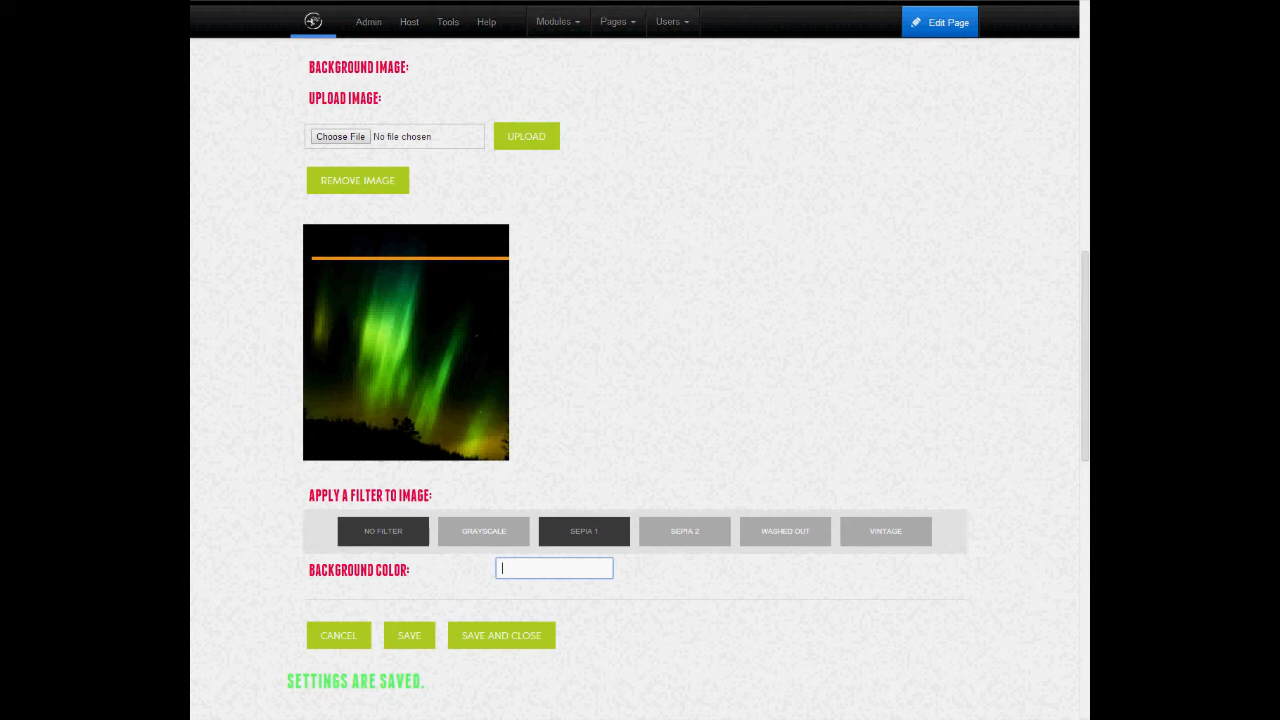 Admin Host Tools Help Modules Pages Users Edit Page
BACKGROUND IMAGE:
UPLOAD IMAGE:
Choose File No file chosen UPLOAD
REMOVE IMAGE
APPLY A FILTER TO IMAGE:
NO FILTER GRAYSCALE SEPIA 1 SEPIA 2 WASHED OUT VINTAGE
BACKGROUND COLOR:
CANCEL SAVE SAVE AND CLOSE
SETTINGS ARE SAVED.